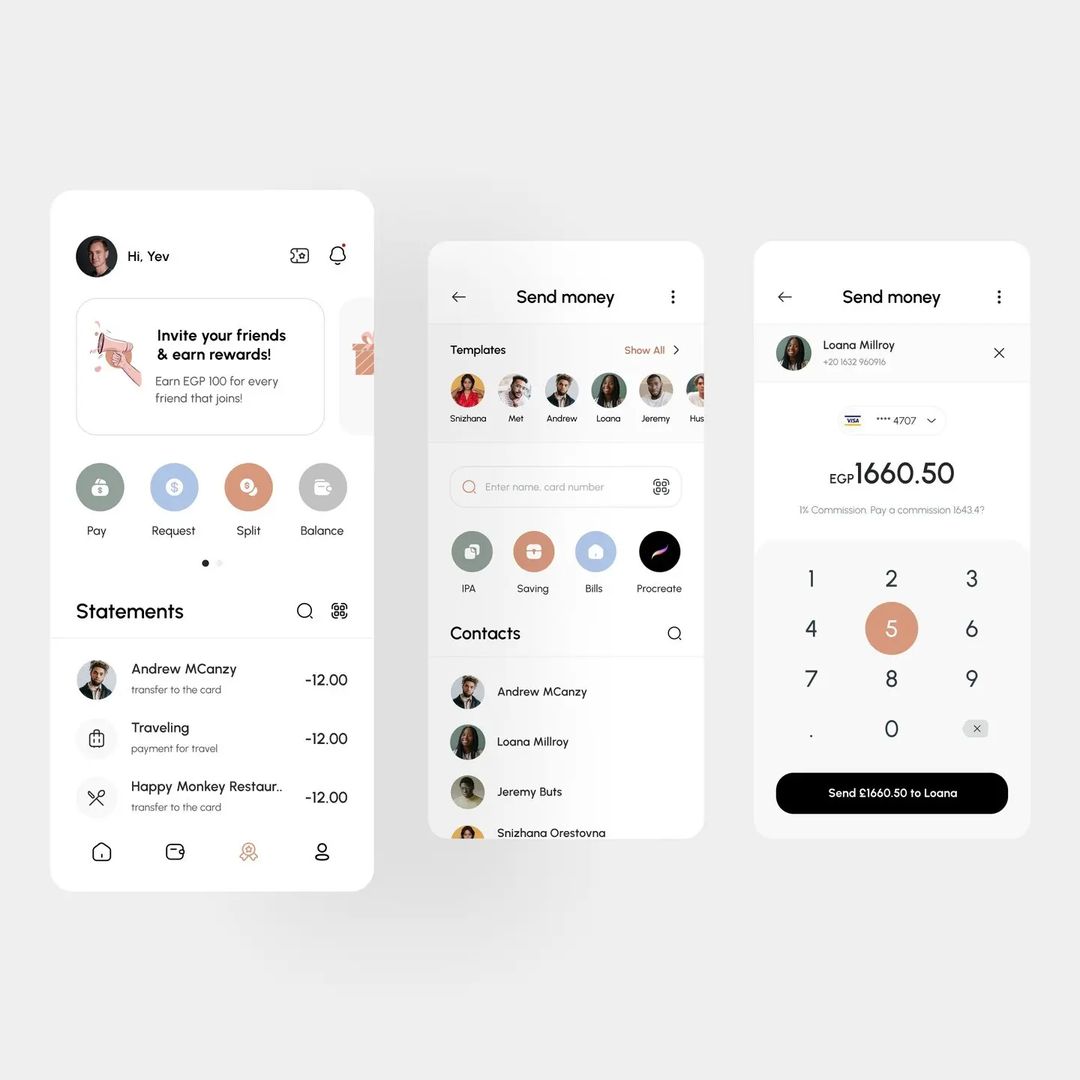 Hi, Yev
Invite your friends
& earn rewards!
Earn EGP 100 for every
friend that joins!
Pay
Request
Split
Balance
Statements
Andrew MCanzy
transfer to the card
-12.00
Traveling
payment for travel
-12.00
Happy Monkey Restaur..
transfer to the card
-12.00
Send money
Templates
Show All
Snizhana
Met
Andrew
Loana
Jeremy
Hus
Enter name, card number
IPA
Saving
Bills
Procreate
Contacts
Andrew MCanzy
Loana Millroy
Jeremy Buts
Snizhana Orestovna
Send money
Loana Millroy
+20 1632 960916
VISA
**** 4707
EGP1660.50
1% Commission. Pay a commission 1643.4?
1 2 3
4 5 6
7 8 9
. 0
Send £1660.50 to Loana